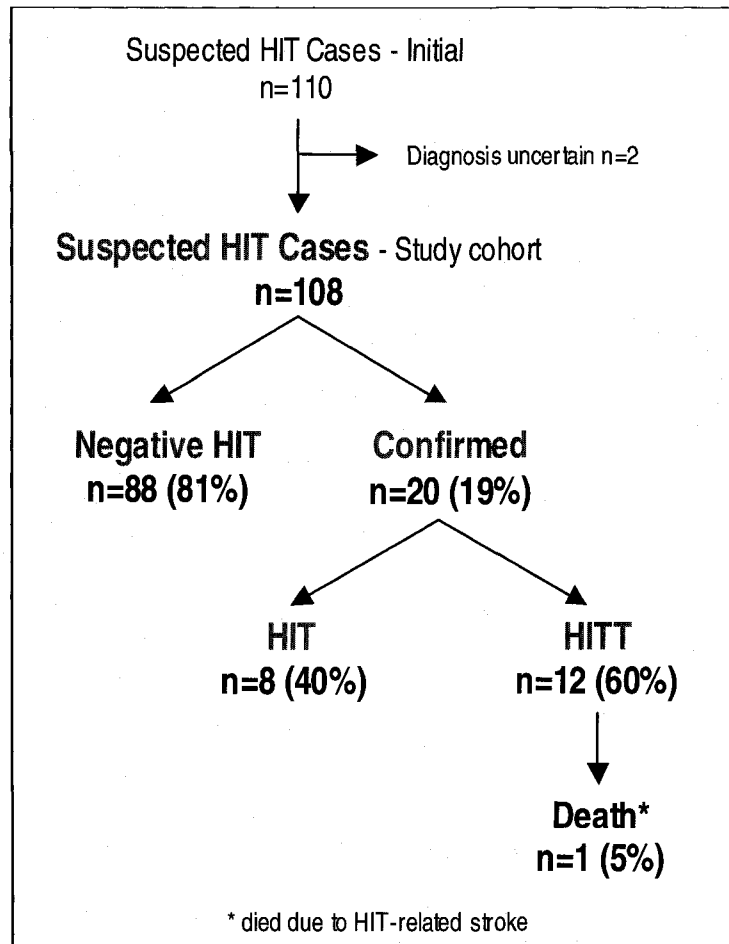 Suspected HIT Cases - Initial
n=110
Diagnosis uncertain n=2
Suspected HIT Cases - Study cohort
n=108
Negative HIT
n=88 (81%)
Confirmed
n=20 (19%)
HIT
n=8 (40%)
HITT
n=12 (60%)
Death*
n=1 (5%)
* died due to HIT-related stroke